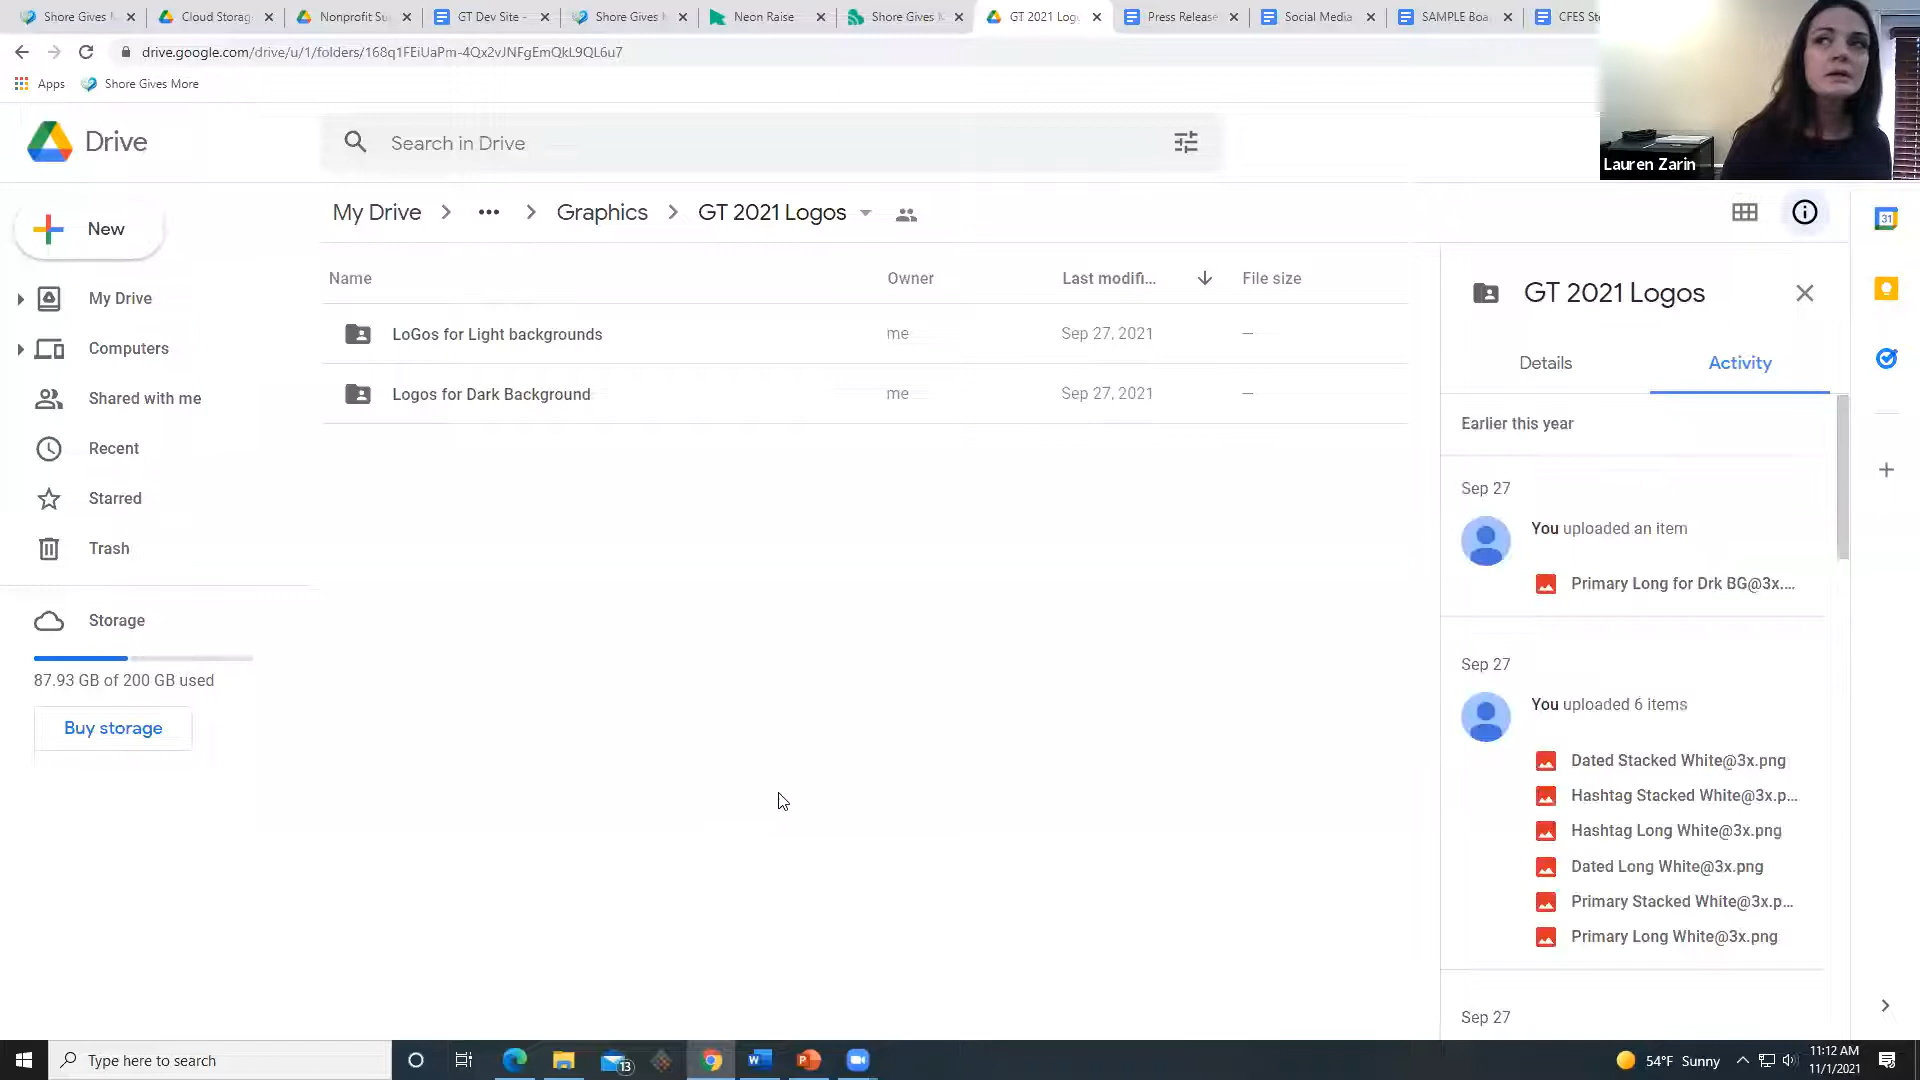 Shore Gives M
Cloud Storag
Nonprofit Su
GT Dev Site -
Shore Gives M
Neon Raise
Shore Gives M
GT 2021 Logo
Press Release
Social Media
SAMPLE Boa
CFES Ste
drive.google.com/drive/u/1/folders/168q1FEiUaPm-4Qx2vJNFgEmQkL9QL6u7
Apps
Shore Gives More
Lauren Zarin
Drive
Search in Drive
New
My Drive
Graphics
GT 2021 Logos
31
Name
Owner
Last modifi...
File size
GT 2021 Logos
My Drive
Computers
Shared with me
Recent
Starred
Trash
LoGos for Light backgrounds
me
Sep 27, 2021
—
Logos for Dark Background
me
Sep 27, 2021
—
Details
Activity
Earlier this year
Sep 27
You uploaded an item
Primary Long for Drk BG@3x....
Sep 27
You uploaded 6 items
Dated Stacked White@3x.png
Hashtag Stacked White@3x.p...
Hashtag Long White@3x.png
Dated Long White@3x.png
Primary Stacked White@3x.p...
Primary Long White@3x.png
Sep 27
Storage
87.93 GB of 200 GB used
Buy storage
Type here to search
13
54°F Sunny
11:12 AM
11/1/2021